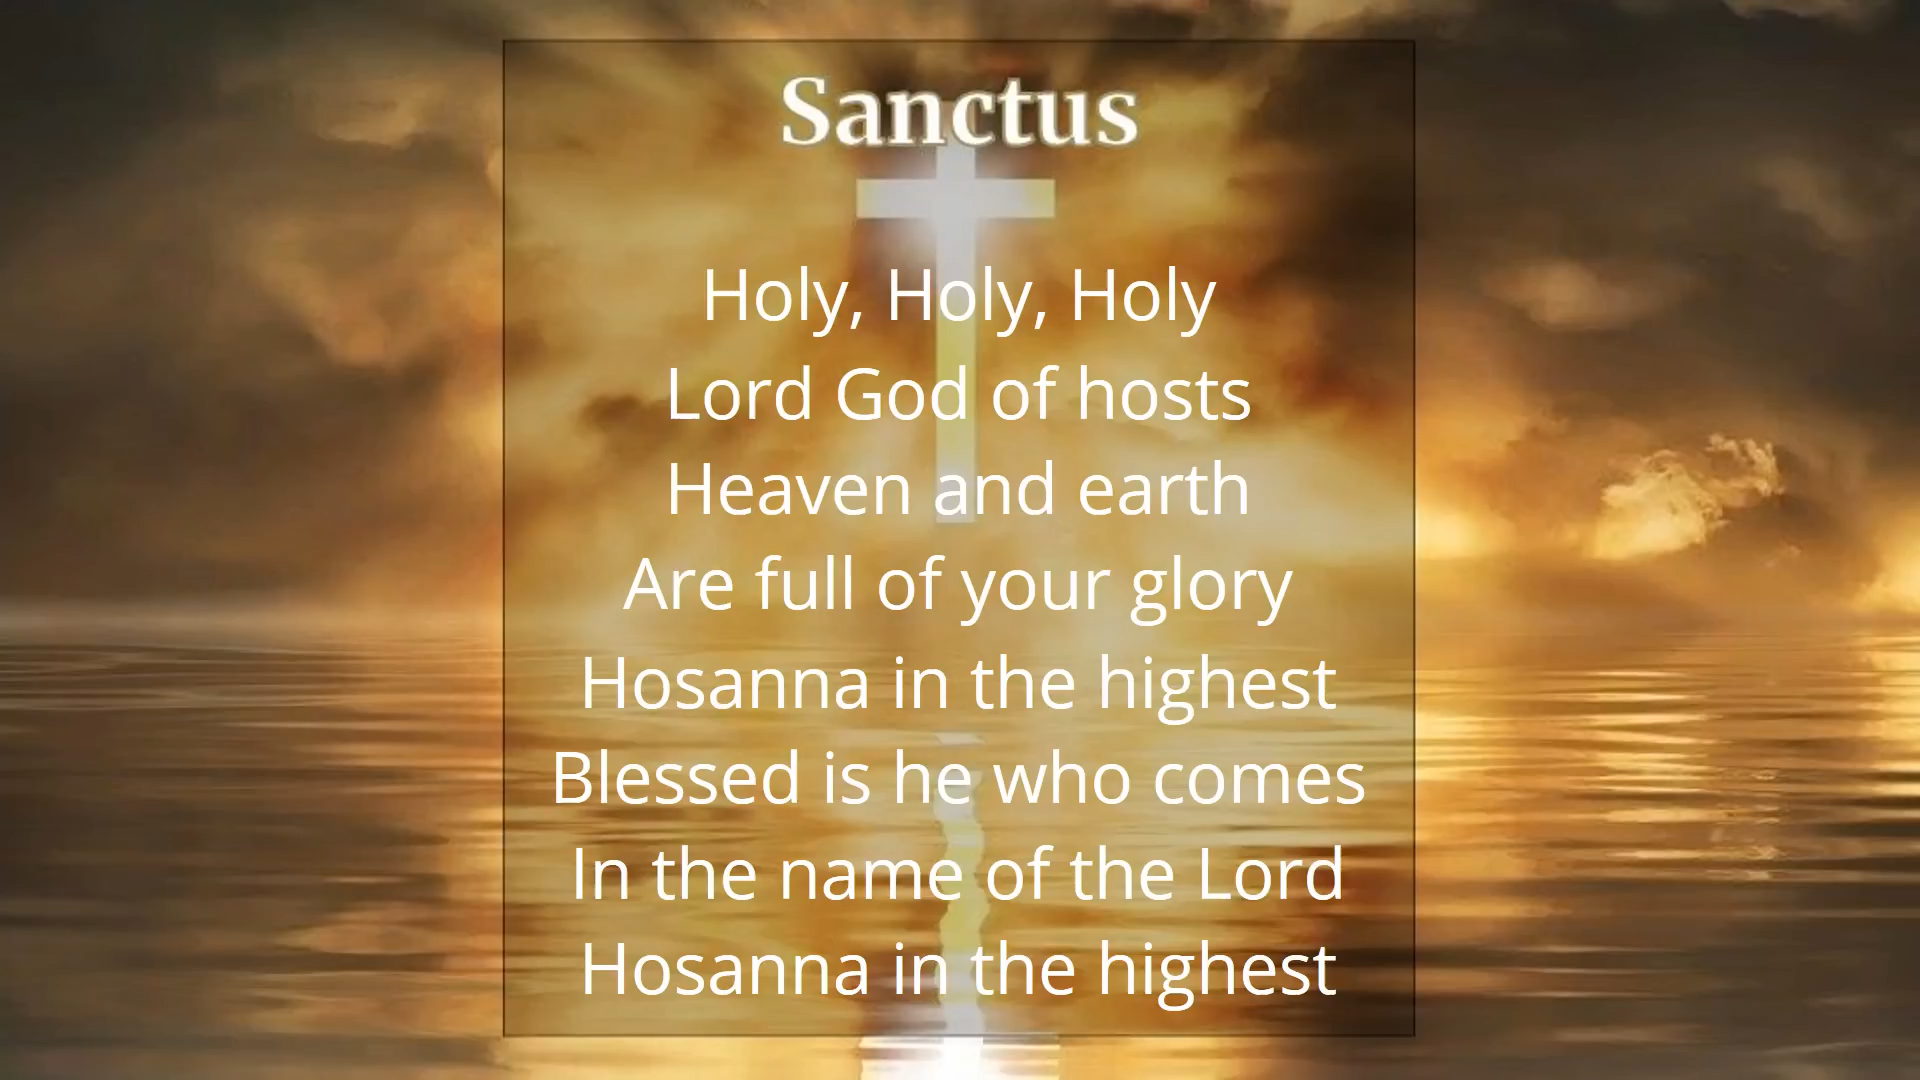 Sanctus
Holy, Holy, Holy
Lord God of hosts
Heaven and earth
Are full of your glory
Hosanna in the highest
Blessed is he who comes
In the name of the Lord
Hosanna in the highest